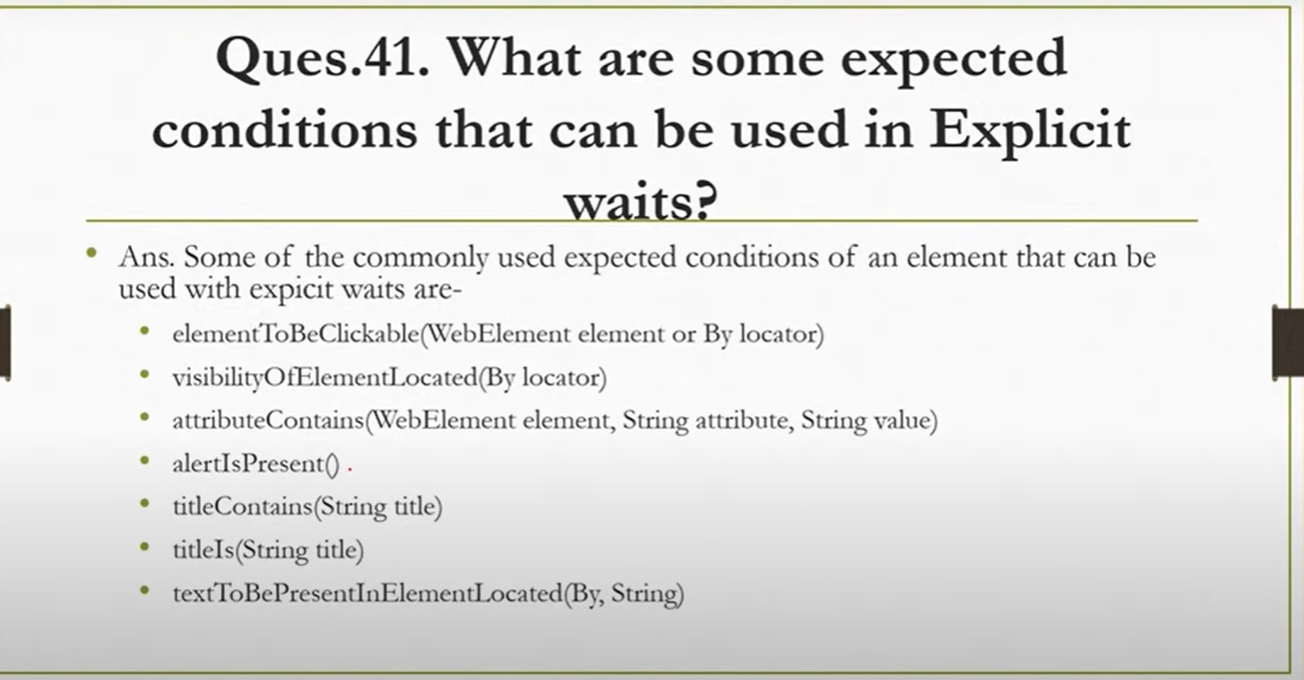 Ques.41. What are some expected
conditions that can be used in Explicit
waits?
• Ans. Some of the commonly used expected conditions of an element that can be
used with expicit waits are-
• elementToBeClickable(WebElement element or By locator)
• visibilityOfElementLocated(By locator)
• attributeContains(WebElement element, String attribute, String value)
• alertIsPresent() .
• titleContains(String title)
• titleIs(String title)
• textToBePresentInElementLocated(By, String)